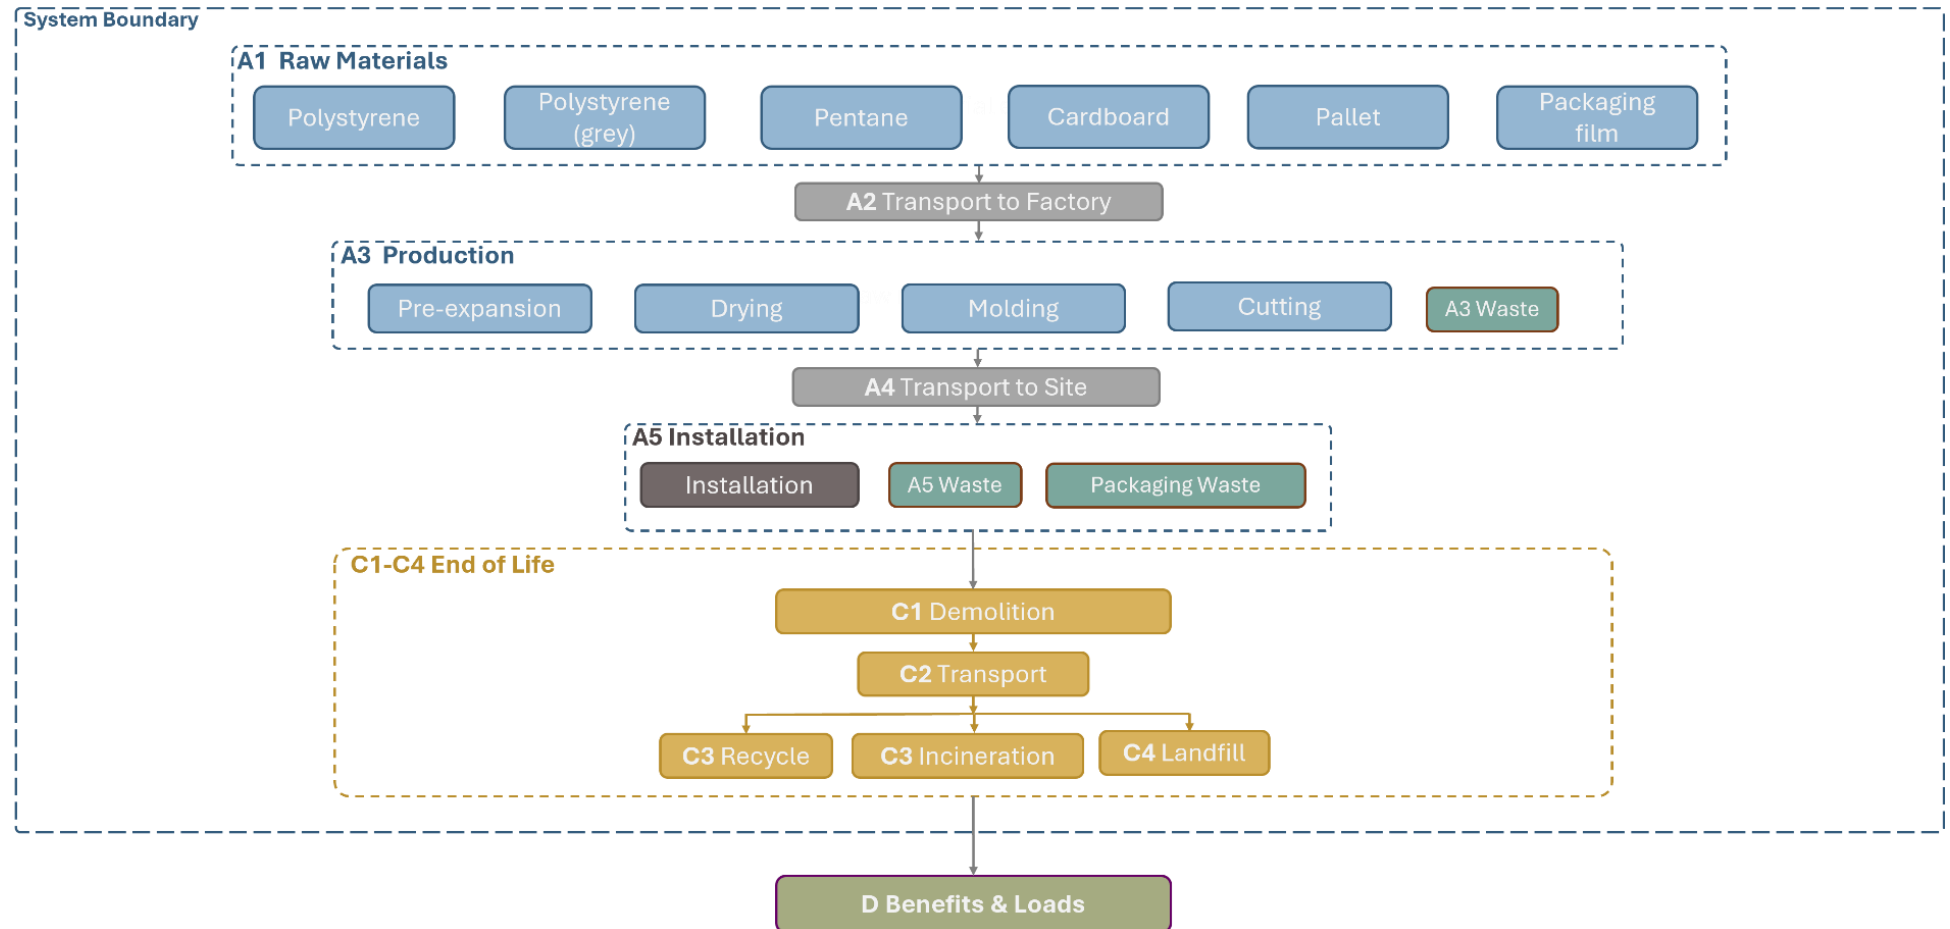 System Boundary
A1 Raw Materials
Polystyrene
Polystyrene
(grey)
Pentane
Cardboard
Pallet
Packaging
film
A2 Transport to Factory
A3 Production
Pre-expansion
Drying
Molding
Cutting
A3 Waste
A4 Transport to Site
A5 Installation
Installation
A5 Waste
Packaging Waste
C1-C4 End of Life
C1 Demolition
C2 Transport
C3 Recycle
C3 Incineration
C4 Landfill
D Benefits & Loads